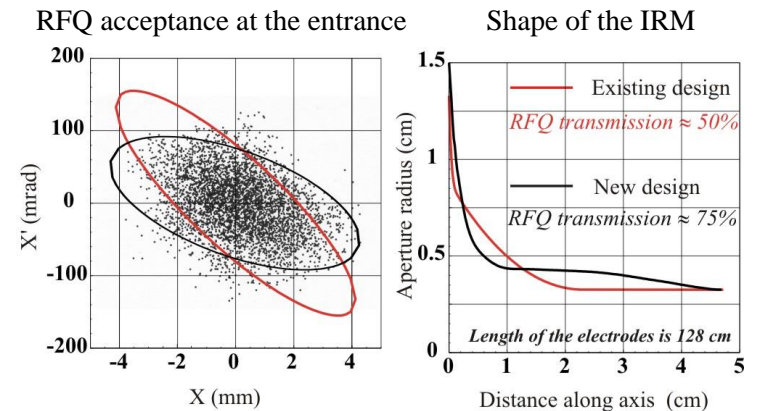 RFQ acceptance at the entrance
Shape of the IRM
200
100
0
-100
-200
X' (mrad)
-4 -2 0 2 4
X (mm)
1.5
1
0.5
0
Aperture radius (cm)
Existing design
RFQ transmission ≈ 50%
New design
RFQ transmission ≈ 75%
Length of the electrodes is 128 cm
0 1 2 3 4 5
Distance along axis (cm)